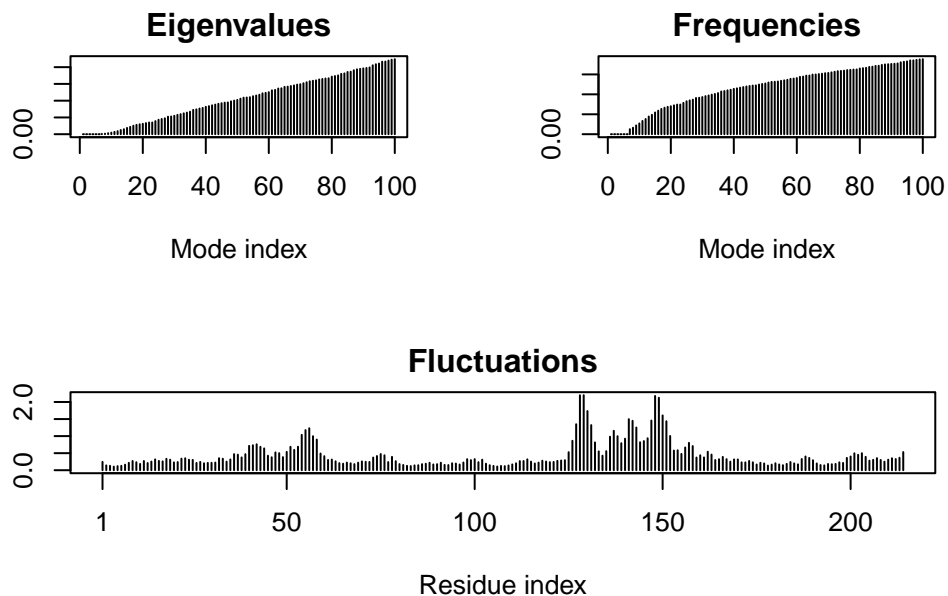 Eigenvalues
0.00
0 20 40 60 80 100
Mode index
Frequencies
0.00
0 20 40 60 80 100
Mode index
Fluctuations
2.0
0.0
1 50 100 150 200
Residue index